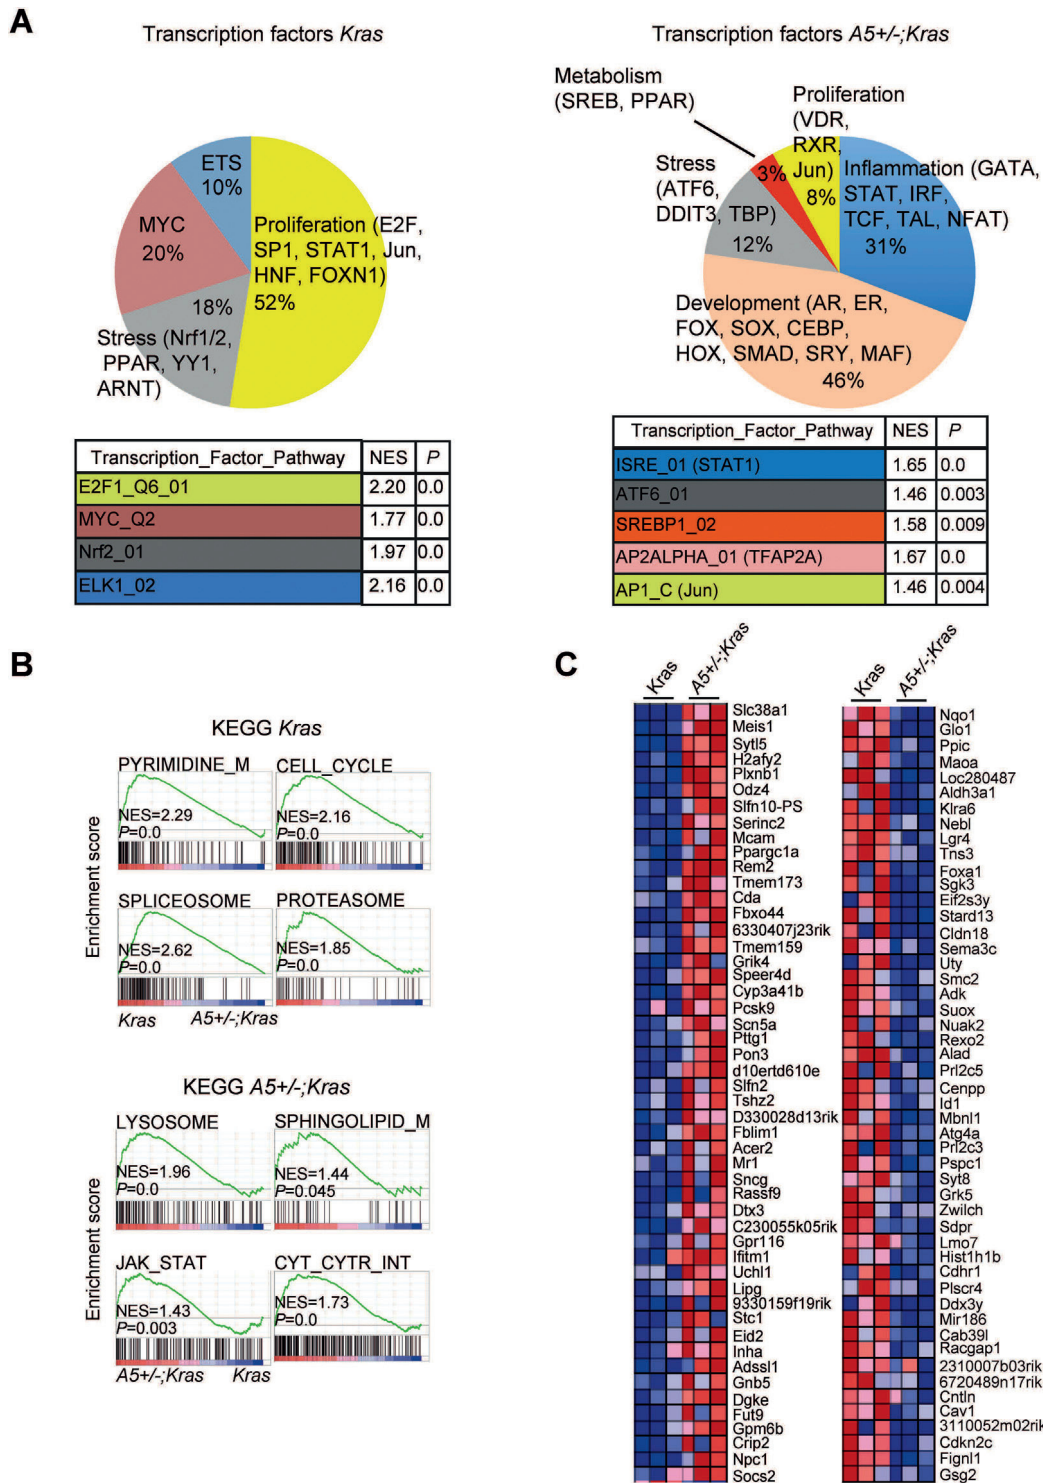 A
Transcription factors Kras
ETS
10%
MYC
20%
Proliferation (E2F,
SP1, STAT1, Jun,
HNF, FOXN1)
52%
18%
Stress (Nrf1/2,
PPAR, YY1,
ARNT)
Transcription_Factor_Pathway NES P
E2F1_Q6_01 2.20 0.0
MYC_Q2 1.77 0.0
Nrf2_01 1.97 0.0
ELK1_02 2.16 0.0
Transcription factors A5+/-;Kras
Metabolism
(SREB, PPAR)
Proliferation
(VDR,
RXR,
Jun)
8%
3%
Stress
(ATF6,
DDIT3, TBP)
12%
Inflammation (GATA,
STAT, IRF,
TCF, TAL, NFAT)
31%
Development (AR, ER,
FOX, SOX, CEBP,
HOX, SMAD, SRY, MAF)
46%
Transcription_Factor_Pathway NES P
ISRE_01 (STAT1) 1.65 0.0
ATF6_01 1.46 0.003
SREBP1_02 1.58 0.009
AP2ALPHA_01 (TFAP2A) 1.67 0.0
AP1_C (Jun) 1.46 0.004
B
KEGG Kras
Enrichment score
PYRIMIDINE_M
NES=2.29
P=0.0
CELL_CYCLE
NES=2.16
P=0.0
SPLICEOSOME
NES=2.62
P=0.0
PROTEASOME
NES=1.85
P=0.0
Kras A5+/-;Kras
KEGG A5+/-;Kras
Enrichment score
LYSOSOME
NES=1.96
P=0.0
SPHINGOLIPID_M
NES=1.44
P=0.045
JAK_STAT
NES=1.43
P=0.003
CYT_CYTR_INT
NES=1.73
P=0.0
A5+/-;Kras Kras
C
Kras
A5+/-;Kras
Slc38a1
Meis1
Sytl5
H2afy2
Plxnb1
Odz4
Slfn10-PS
Serinc2
Mcam
Ppargc1a
Rem2
Tmem173
Cda
Fbxo44
6330407j23rik
Tmem159
Grik4
Speer4d
Cyp3a41b
Pcsk9
Scn5a
Pttg1
Pon3
d10ertd610e
Slfn2
Tshz2
D330028d13rik
Fblim1
Acer2
Mr1
Sncg
Rassf9
Dtx3
C230055k05rik
Gpr116
Ifitm1
Uchl1
Lipg
9330159f19rik
Stc1
Eid2
Inha
Adssl1
Gnb5
Dgke
Fut9
Gpm6b
Crip2
Npc1
Socs2
Kras
A5+/-;Kras
Nqo1
Glo1
Ppic
Maoa
Loc280487
Aldh3a1
Klra6
Nebl
Lgr4
Tns3
Foxa1
Sgk3
Eif2s3y
Stard13
Cldn18
Sema3c
Uty
Smc2
Adk
Suox
Nuak2
Rexo2
Alad
Prl2c5
Cenpp
Id1
Mbnl1
Atg4a
Prl2c3
Pspc1
Syt8
Grk5
Zwilch
Sdpr
Lmo7
Hist1h1b
Cdhr1
Plscr4
Ddx3y
Mir186
Cab39l
Racgap1
2310007b03rik
6720489n17rik
Cntln
Cav1
3110052m02rik
Cdkn2c
Fignl1
Gsg2